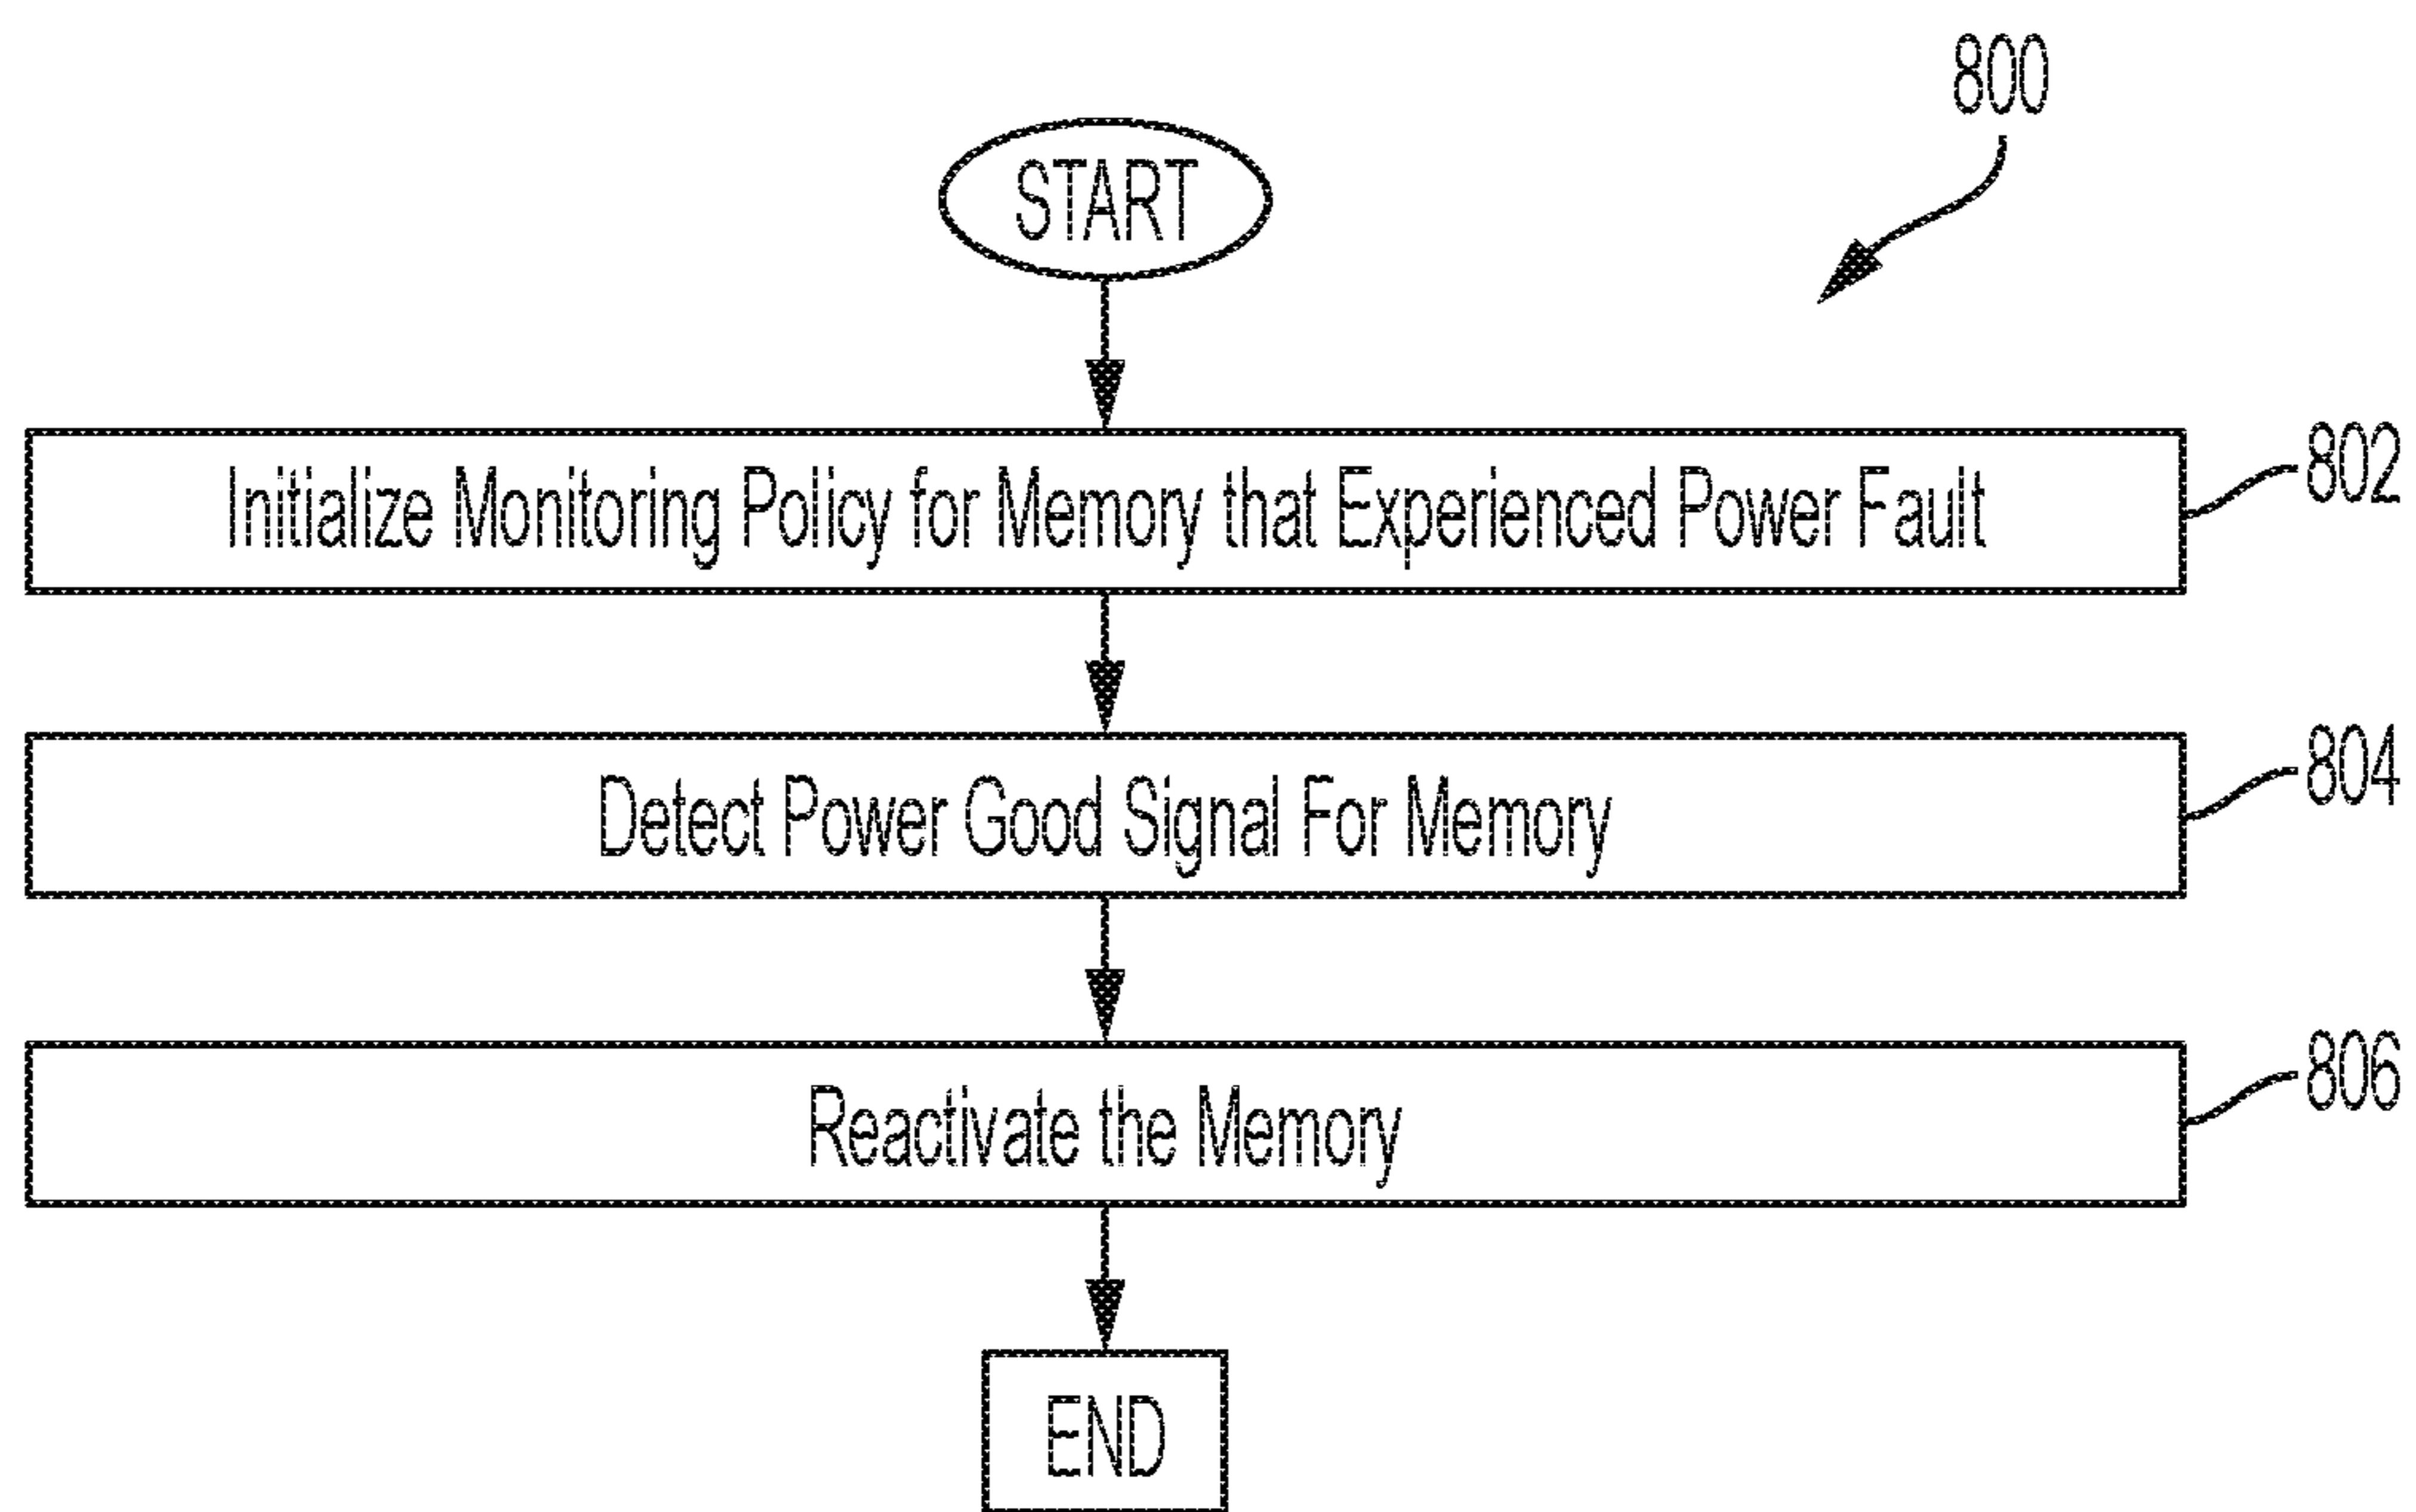 800
START
Initialize Monitoring Policy for Memory that Experienced Power Fault
802
Detect Power Good Signal For Memory
804
Reactivate the Memory
806
END